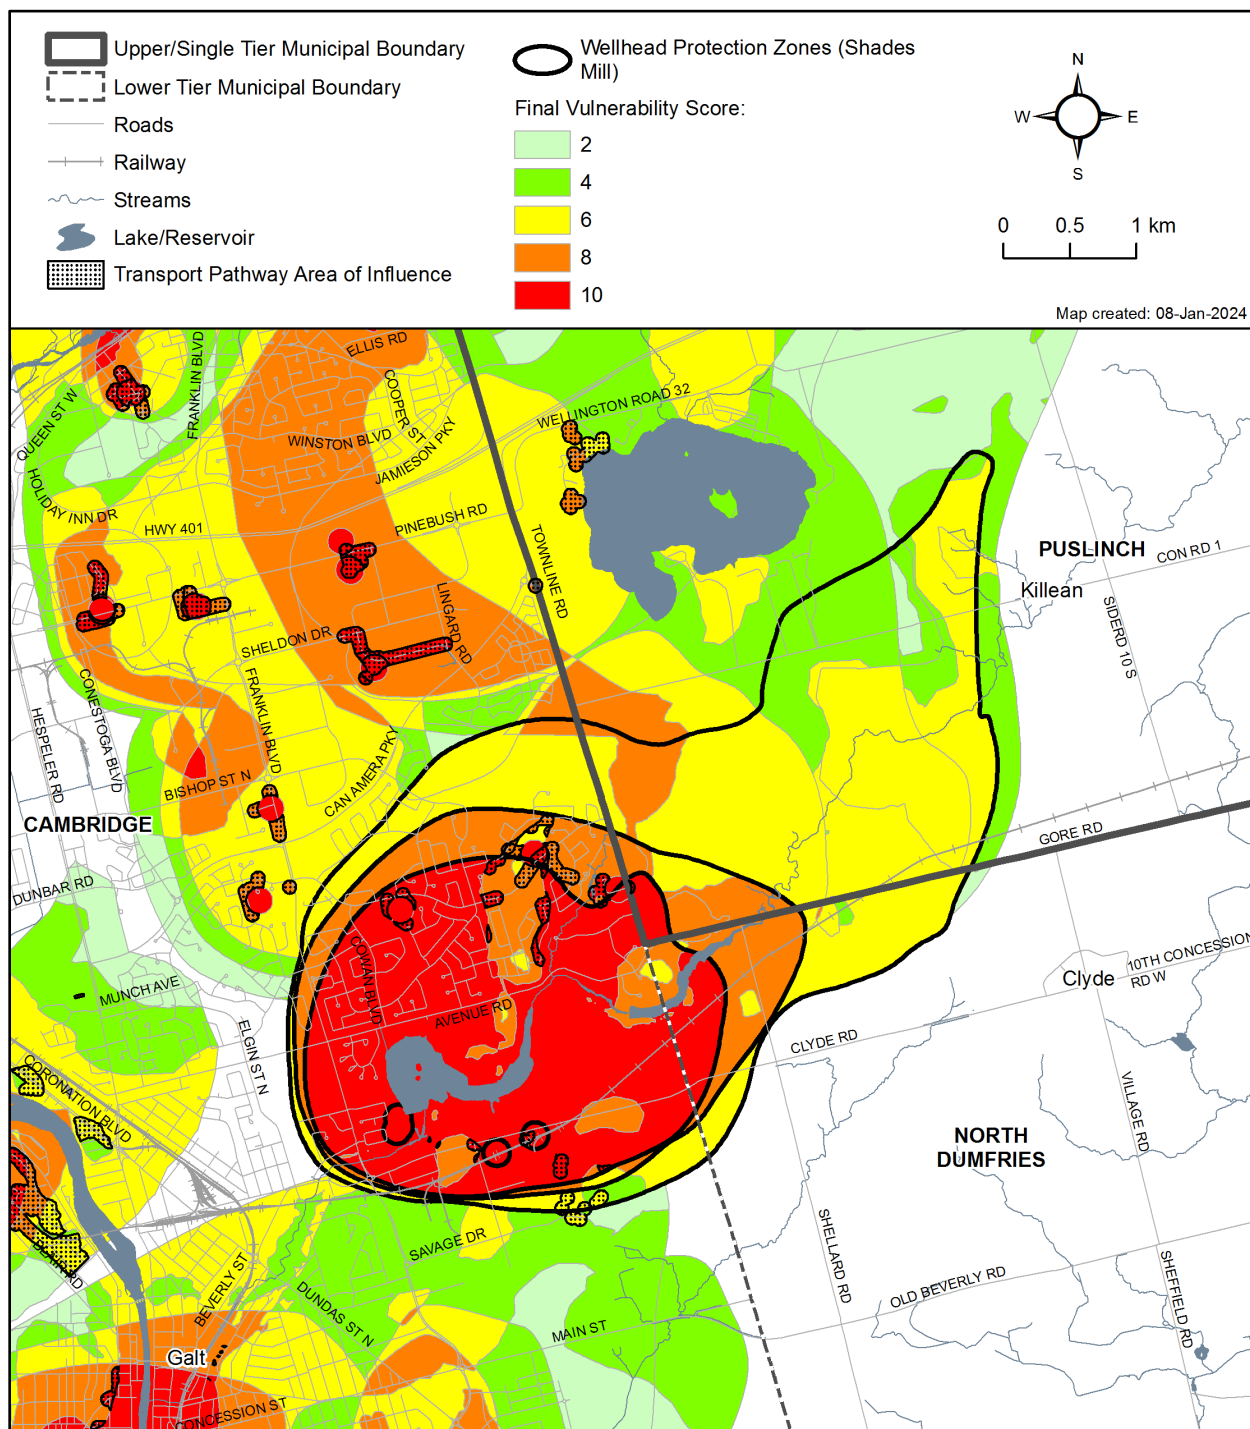 Upper/Single Tier Municipal Boundary
Lower Tier Municipal Boundary
Roads
Railway
Streams
Lake/Reservoir
Transport Pathway Area of Influence
Wellhead Protection Zones (Shades
Mill)
Final Vulnerability Score:
2
4
6
8
10
N
W
E
S
0
0.5
1 km
Map created: 08-Jan-2024
ELLIS RD
FRANKLIN BLVD
COOPER ST
QUEEN ST W
WINSTON BLVD
JAMIESON PKY
WELLINGTON ROAD 32
HOLIDAY INN DR
HWY 401
PINEBUSH RD
TOWNLINE RD
PUSLINCH
CON RD 1
Killean
SIDERD 10 S
LINGARD RD
SHELDON DR
FRANKLIN BLVD
CONESTOGA BLVD
HESPELER RD
BISHOP ST N
CAN AMERA PKY
CAMBRIDGE
GORE RD
DUNBAR RD
COWAN BLVD
MUNCH AVE
AVENUE RD
Clyde
10TH CONCESSION
RD W
CLYDE RD
ELGIN ST N
CORONATION BLVD
VILLAGE RD
NORTH
DUMFRIES
BLAIR RD
SAVAGE DR
SHELLARD RD
OLD BEVERLY RD
SHEFFIELD RD
BEVERLY ST
DUNDAS ST N
MAIN ST
Galt
CONCESSION ST